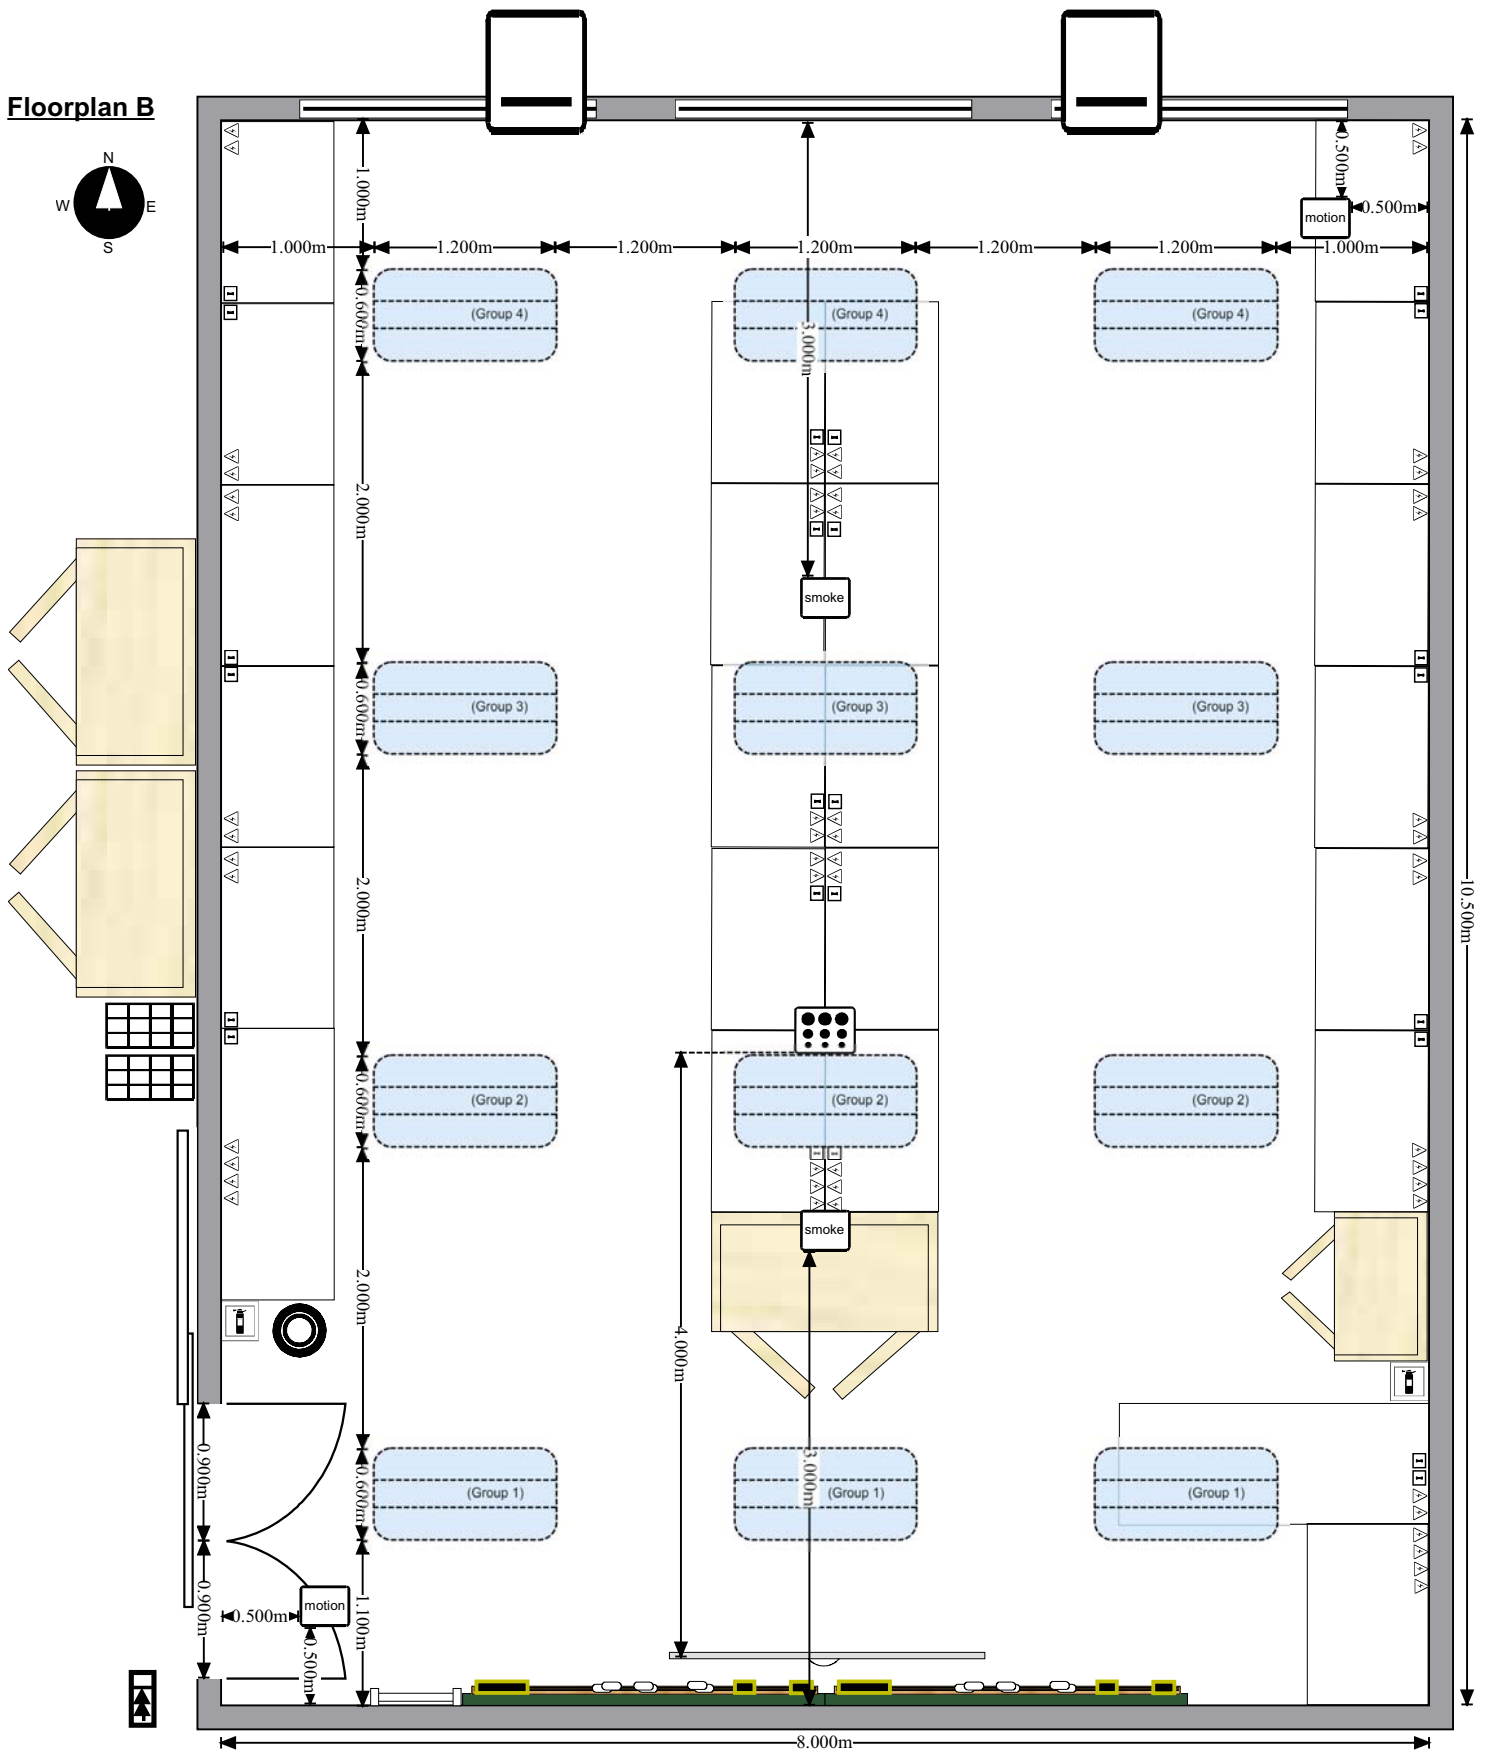 Floorplan B
N
W E
S
1.000m
0.500m
motion
0.500m
1.000m
1.200m
1.200m
1.200m
1.200m
1.200m
1.000m
0.600m
(Group 4)
(Group 4)
(Group 4)
3.000m
2.000m
smoke
0.600m
(Group 3)
(Group 3)
(Group 3)
2.000m
10.500m
0.600m
(Group 2)
(Group 2)
(Group 2)
smoke
2.000m
4.000m
0.900m
0.600m
(Group 1)
3.000m
(Group 1)
(Group 1)
0.900m
motion
0.500m
0.500m
1.100m
8.000m